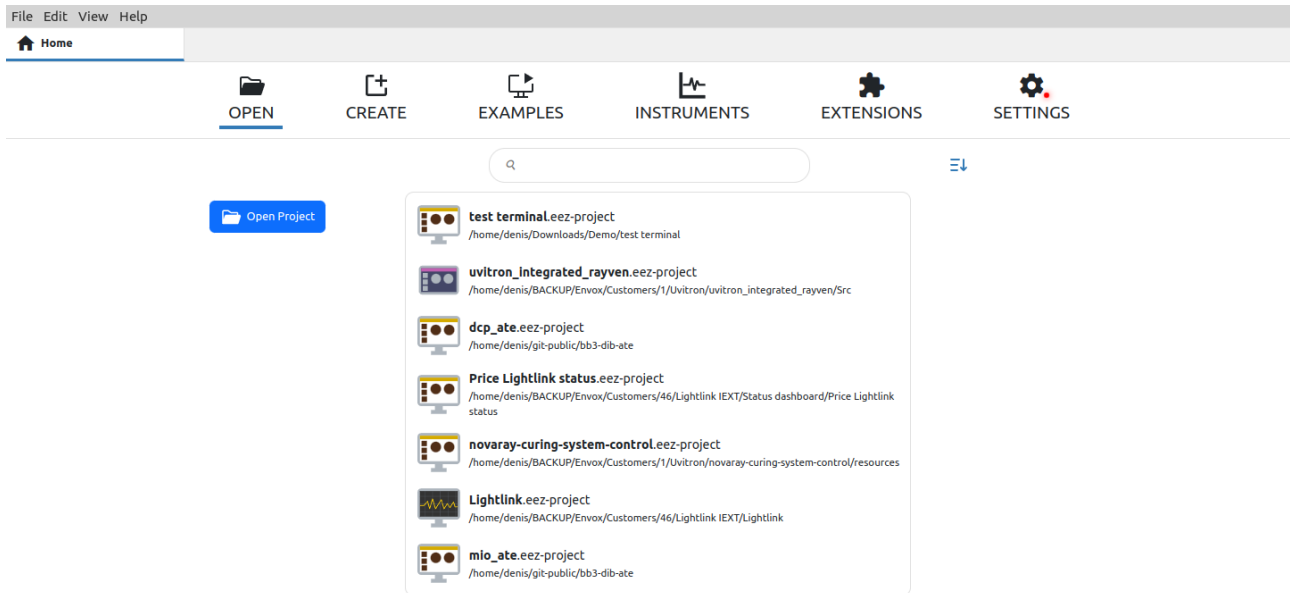 File Edit View Help
Home
OPEN CREATE EXAMPLES INSTRUMENTS EXTENSIONS SETTINGS
Open Project
test terminal.eez-project
/home/denis/Downloads/Demo/test terminal
uvitron_integrated_rayven.eez-project
/home/denis/BACKUP/Envox/Customers/1/Uvitron/uvitron_integrated_rayven/Src
dcp_ate.eez-project
/home/denis/git-public/bb3-dib-ate
Price Lightlink status.eez-project
/home/denis/BACKUP/Envox/Customers/46/Lightlink IEXT/Status dashboard/Price Lightlink
status
novaray-curing-system-control.eez-project
/home/denis/BACKUP/Envox/Customers/1/Uvitron/novaray-curing-system-control/resources
Lightlink.eez-project
/home/denis/BACKUP/Envox/Customers/46/Lightlink IEXT/Lightlink
mio_ate.eez-project
/home/denis/git-public/bb3-dib-ate